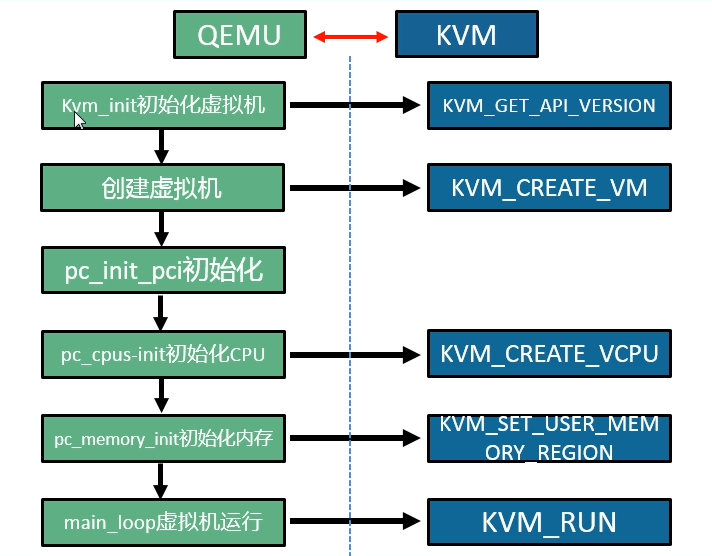 QEMU
KVM
Kvm_init初始化虚拟机
KVM_GET_API_VERSION
创建虚拟机
KVM_CREATE_VM
pc_init_pci初始化
pc_cpus-init初始化CPU
KVM_CREATE_VCPU
pc_memory_init初始化内存
KVM_SET_USER_MEM
ORY_REGION
main_loop虚拟机运行
KVM_RUN